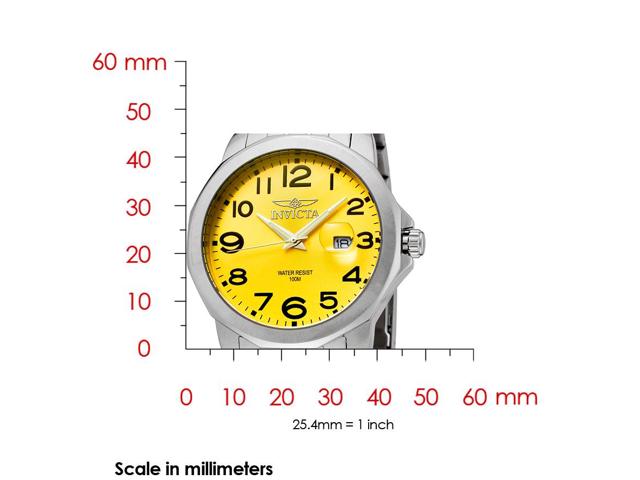 60 mm
50
40
30
20
10
0
0 10 20 30 40 50 60 mm
12
11 1
10 2
INVICTA
9 18 3
8 WATER RESIST 4
100M
7 5
6
25.4mm = 1 inch
Scale in millimeters